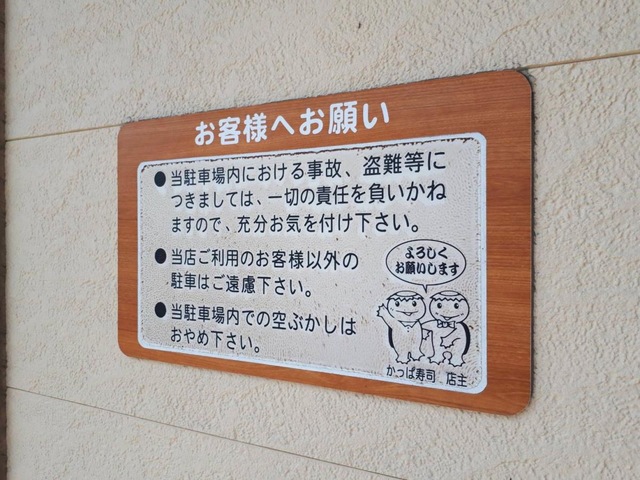 お客様へお願い
●当駐車場内における事故、盗難等に
つきましては、一切の責任を負いかね
ますので、充分お気を付け下さい。
●当店ご利用のお客様以外の
駐車はご遠慮下さい。
●当駐車場内での空ぶかしは
おやめ下さい。
よろしく
お願いします
かっぱ寿司 店主